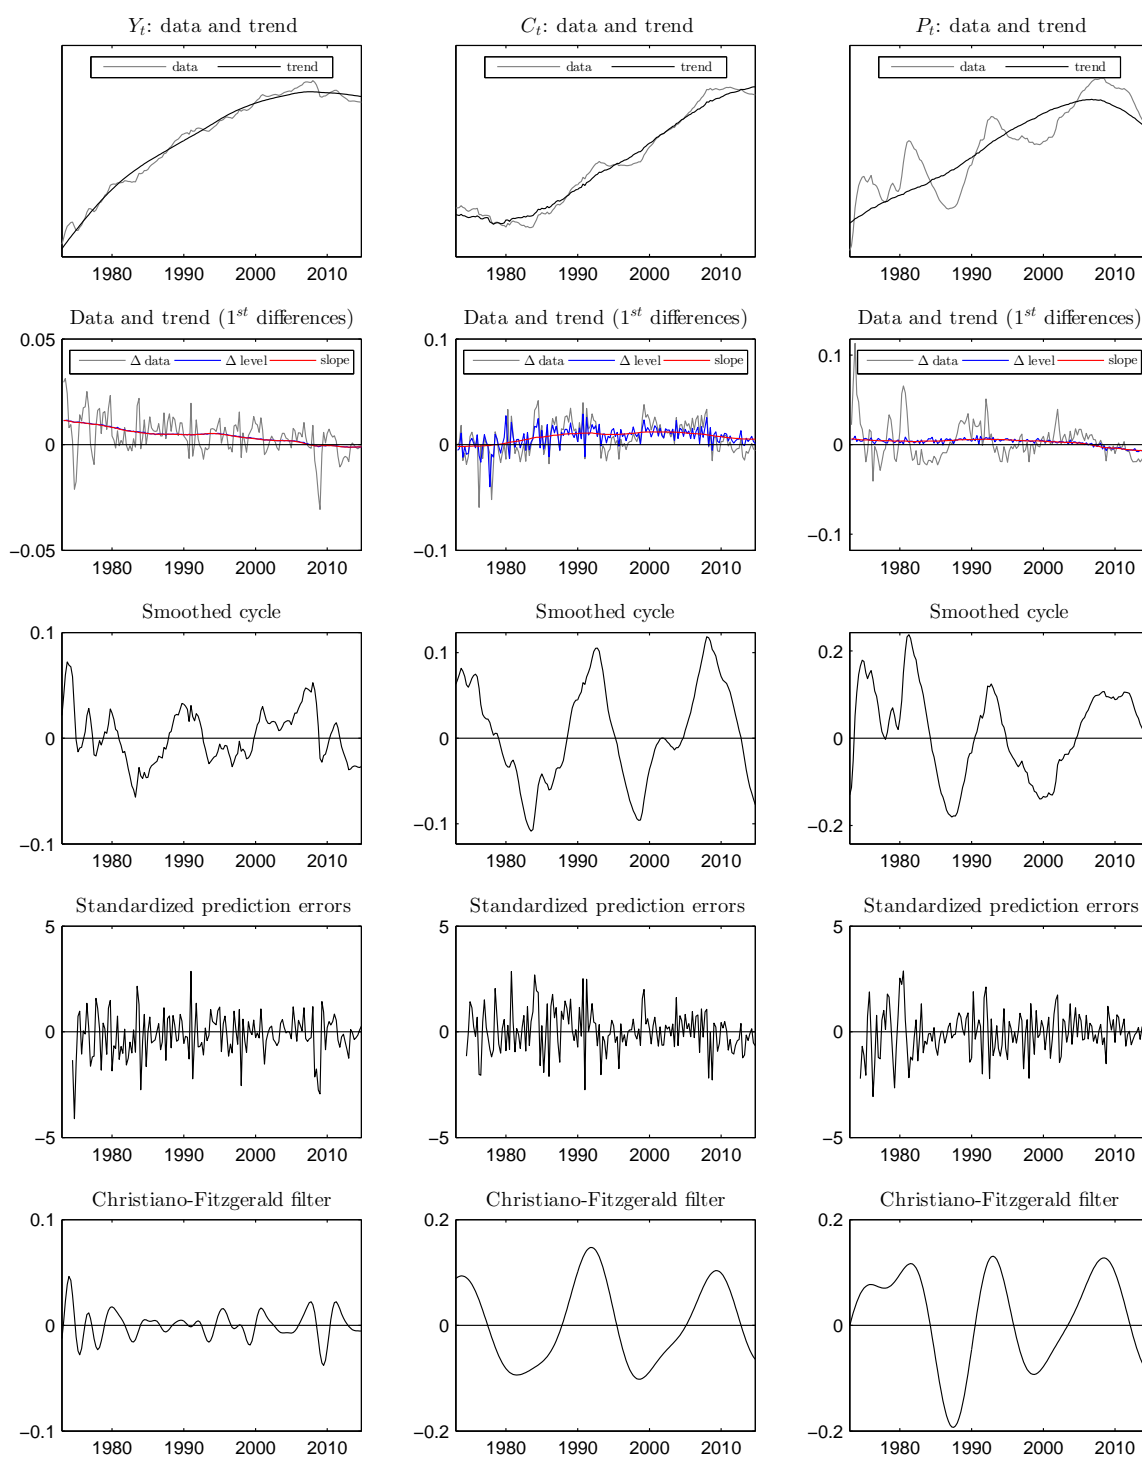 Y_t: data and trend C_t: data and trend P_t: data and trend
data trend data trend data trend
1980 1990 2000 2010 1980 1990 2000 2010 1980 1990 2000 2010
Data and trend (1^st differences) Data and trend (1^st differences) Data and trend (1^st differences)
0.05 0.1 0.1
Δ data Δ level slope Δ data Δ level slope Δ data Δ level slope
0 0 0
−0.05 −0.1 −0.1
1980 1990 2000 2010 1980 1990 2000 2010 1980 1990 2000 2010
Smoothed cycle Smoothed cycle Smoothed cycle
0.1 0.1 0.2
0 0 0
−0.1 −0.1 −0.2
1980 1990 2000 2010 1980 1990 2000 2010 1980 1990 2000 2010
Standardized prediction errors Standardized prediction errors Standardized prediction errors
5 5 5
0 0 0
−5 −5 −5
1980 1990 2000 2010 1980 1990 2000 2010 1980 1990 2000 2010
Christiano-Fitzgerald filter Christiano-Fitzgerald filter Christiano-Fitzgerald filter
0.1 0.2 0.2
0 0 0
−0.1 −0.2 −0.2
1980 1990 2000 2010 1980 1990 2000 2010 1980 1990 2000 2010